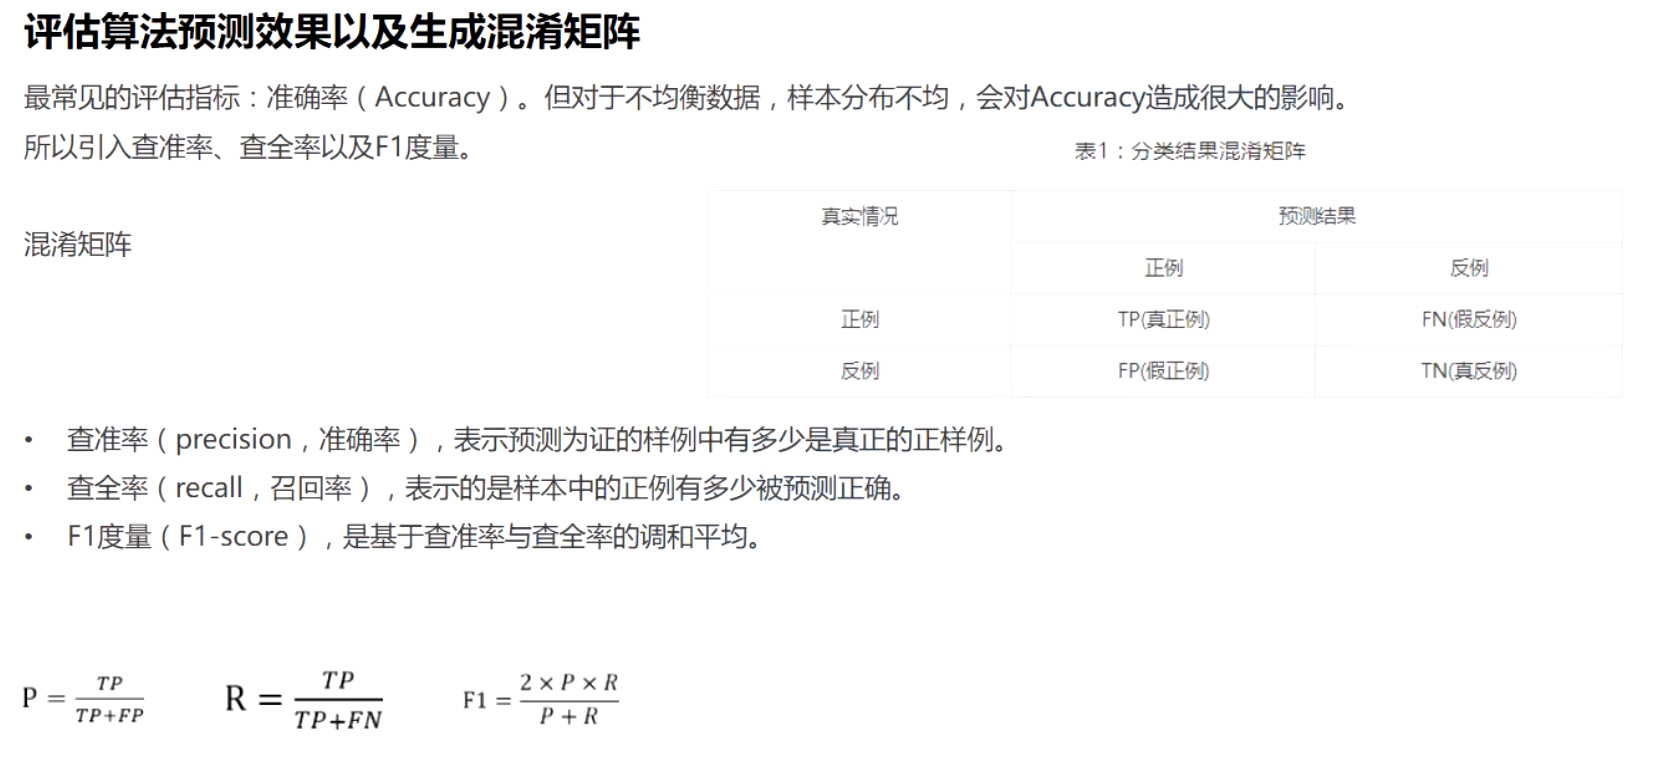 评估算法预测效果以及生成混淆矩阵
最常见的评估指标：准确率（Accuracy）。但对于不均衡数据，样本分布不均，会对Accuracy造成很大的影响。
所以引入查准率、查全率以及F1度量。
表1：分类结果混淆矩阵
混淆矩阵
真实情况 预测结果
正例 反例
正例 TP(真正例) FN(假反例)
反例 FP(假正例) TN(真反例)
• 查准率（precision，准确率），表示预测为证的样例中有多少是真正的正样例。
• 查全率（recall，召回率），表示的是样本中的正例有多少被预测正确。
• F1度量（F1-score），是基于查准率与查全率的调和平均。
P = TP / TP+FP R = TP / TP+FN F1 = 2 × P × R / P + R